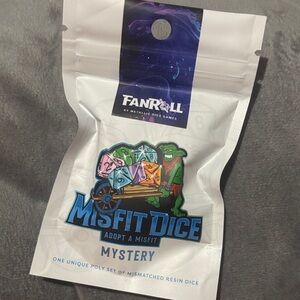 FANROLL
BY METALLIC DICE GAMES
MISFIT DICE
ADOPT A MISFIT
MYSTERY
ONE UNIQUE POLY SET OF MISMATCHED RESIN DICE